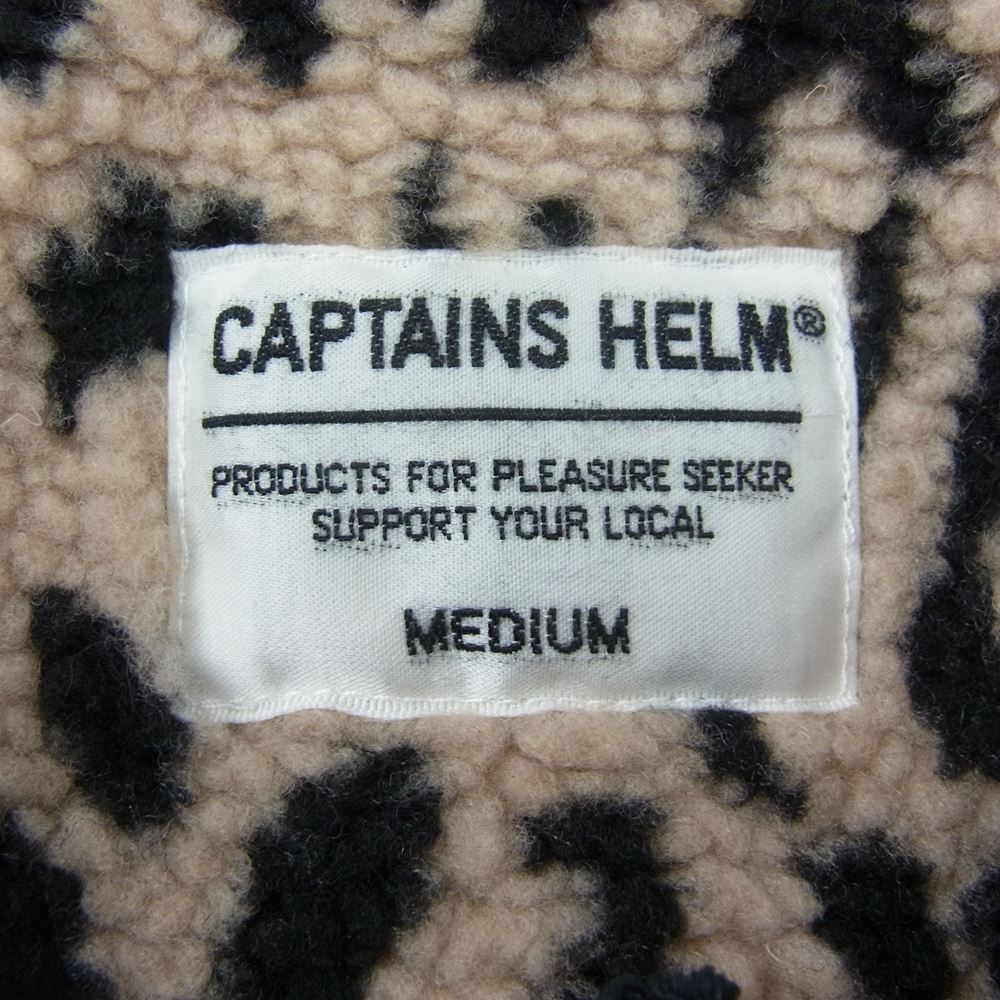 CAPTAINS HELM®
PRODUCTS FOR PLEASURE SEEKER
SUPPORT YOUR LOCAL
MEDIUM